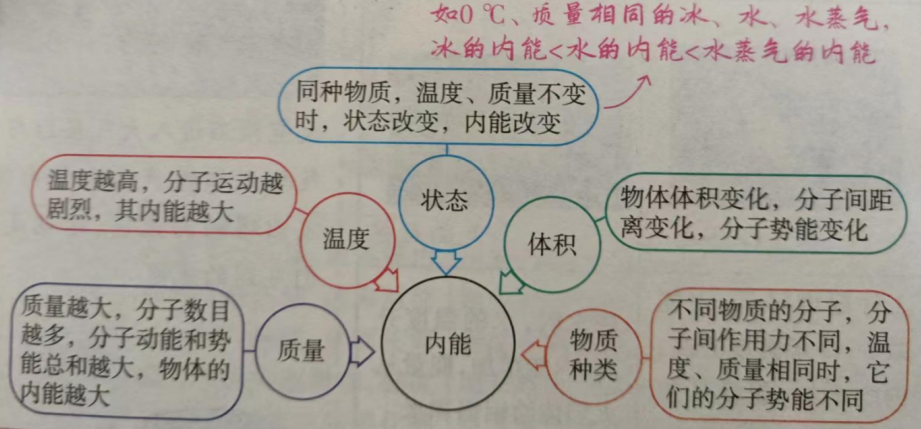 如0 ℃、质量相同的冰、水、水蒸气,
冰的内能<水的内能<水蒸气的内能
同种物质，温度、质量不变
时，状态改变，内能改变
温度越高，分子运动越
剧烈，其内能越大
状态
物体体积变化，分子间距
离变化，分子势能变化
温度
体积
质量越大，分子数目
越多，分子动能和势
能总和越大，物体的
内能越大
质量
内能
物质
种类
不同物质的分子，分
子间作用力不同，温
度、质量相同时，它
们的分子势能不同